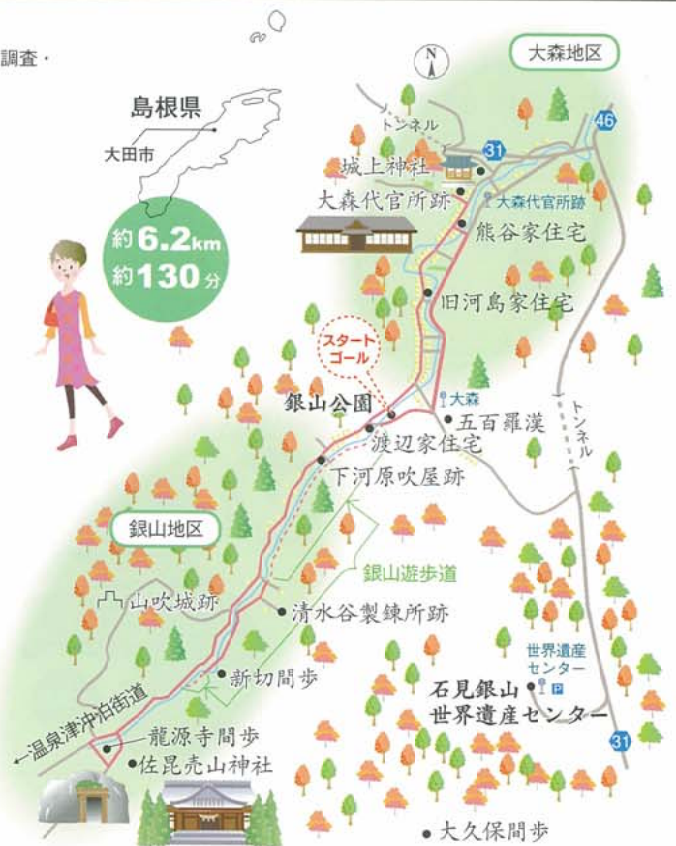 調査・
N
大森地区
島根県
大田市
トンネル
46
31
城上神社
大森代官所跡
大森代官所跡
熊谷家住宅
約6.2km
約130分
旧河島家住宅
スタート
ゴール
銀山公園
大森
五百羅漢
渡辺家住宅
下河原吹屋跡
トンネル
銀山地区
銀山遊歩道
山吹城跡
清水谷製錬所跡
世界遺産
センター
新切間歩
石見銀山
世界遺産センター
P
←温泉津沖泊街道
龍源寺間歩
31
佐毘売山神社
大久保間歩